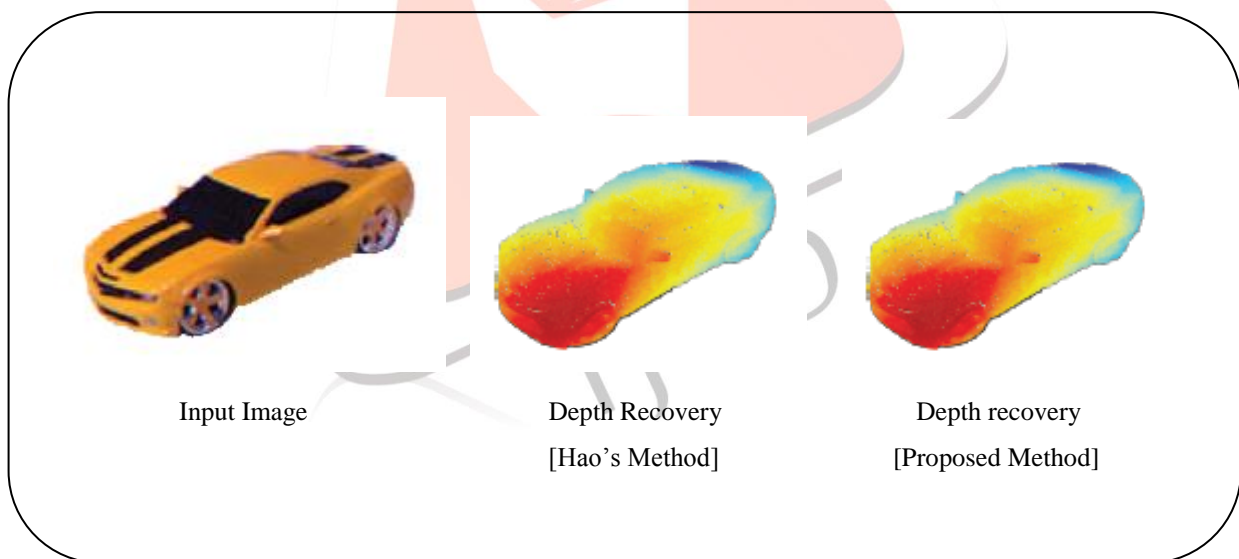 Input Image
Depth Recovery
[Hao’s Method]
Depth recovery
[Proposed Method]